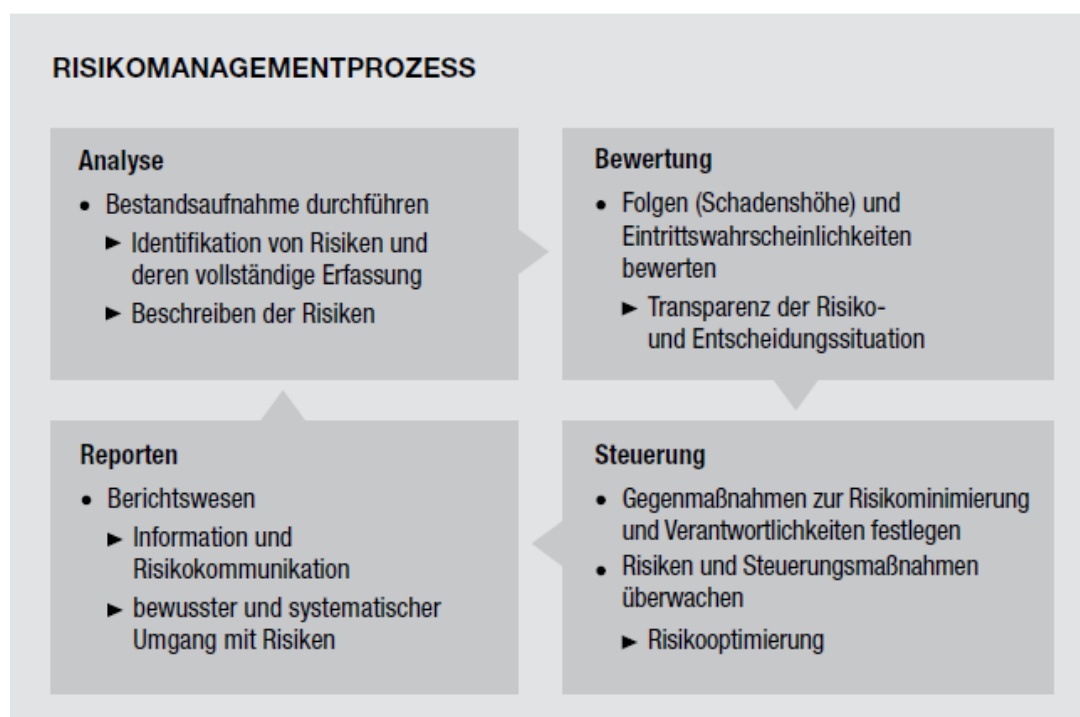 RISIKOMANAGEMENTPROZESS
Analyse
• Bestandsaufnahme durchführen
► Identifikation von Risiken und
deren vollständige Erfassung
► Beschreiben der Risiken
Bewertung
• Folgen (Schadenshöhe) und
Eintrittswahrscheinlichkeiten
bewerten
► Transparenz der Risiko-
und Entscheidungssituation
Reporten
• Berichtswesen
► Information und
Risikokommunikation
► bewusster und systematischer
Umgang mit Risiken
Steuerung
• Gegenmaßnahmen zur Risikominimierung
und Verantwortlichkeiten festlegen
• Risiken und Steuerungsmaßnahmen
überwachen
► Risikooptimierung